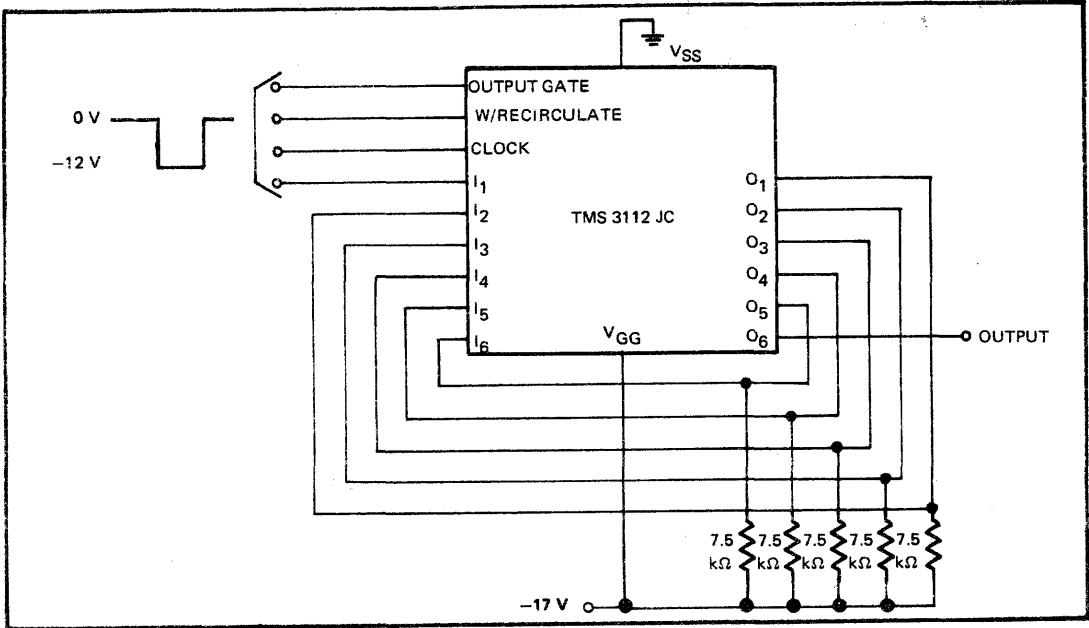 V_SS
OUTPUT GATE
W/RECIRCULATE
CLOCK
0 V
−12 V
I_1
I_2
I_3
I_4
I_5
I_6
TMS 3112 JC
V_GG
O_1
O_2
O_3
O_4
O_5
O_6
OUTPUT
7.5 7.5 7.5 7.5 7.5
kΩ kΩ kΩ kΩ kΩ
−17 V